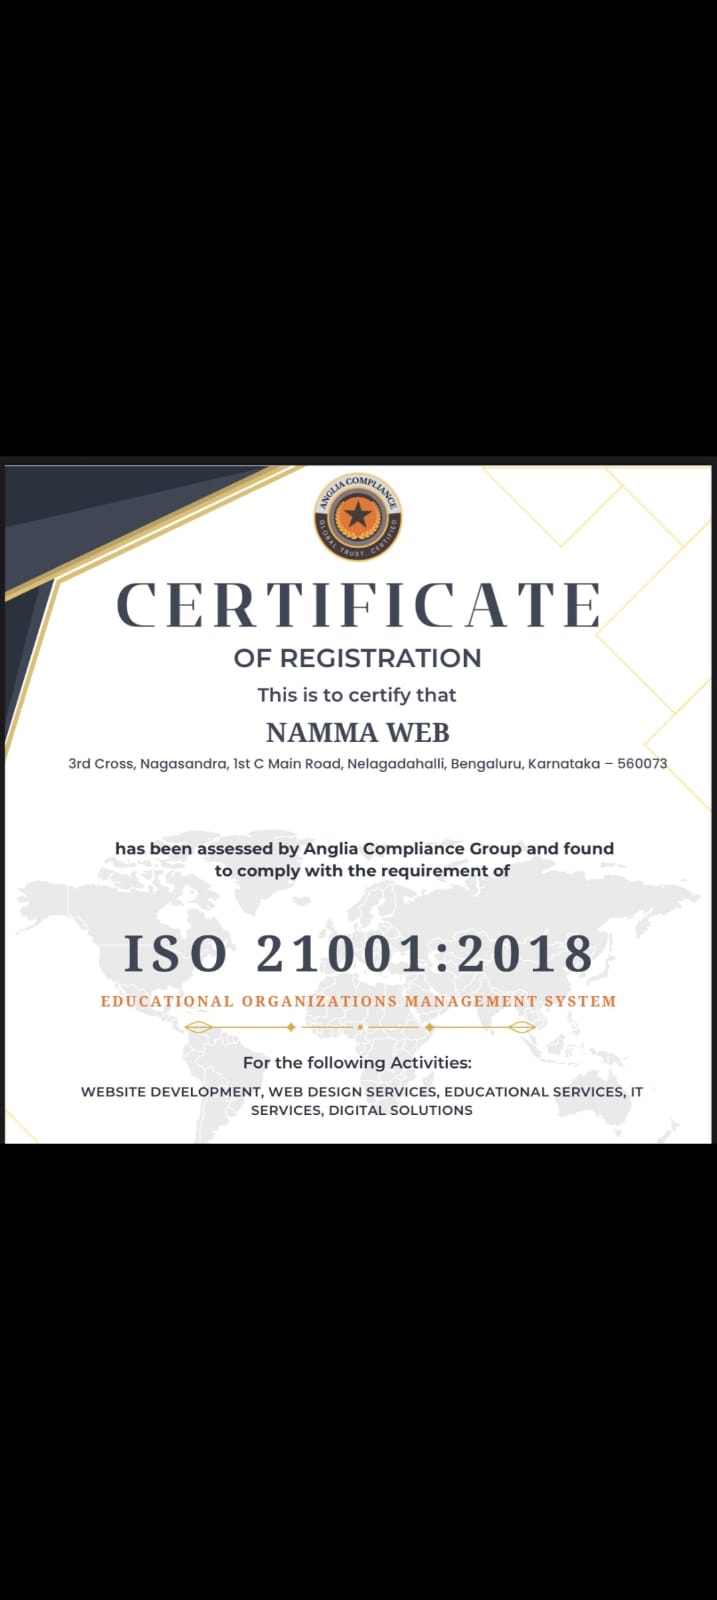 ANGLIA COMPLIANCE
GLOBAL TRUST. CERTIFIED
CERTIFICATE
OF REGISTRATION
This is to certify that
NAMMA WEB
3rd Cross, Nagasandra, 1st C Main Road, Nelagadahalli, Bengaluru, Karnataka – 560073
has been assessed by Anglia Compliance Group and found
to comply with the requirement of
ISO 21001:2018
EDUCATIONAL ORGANIZATIONS MANAGEMENT SYSTEM
For the following Activities:
WEBSITE DEVELOPMENT, WEB DESIGN SERVICES, EDUCATIONAL SERVICES, IT
SERVICES, DIGITAL SOLUTIONS